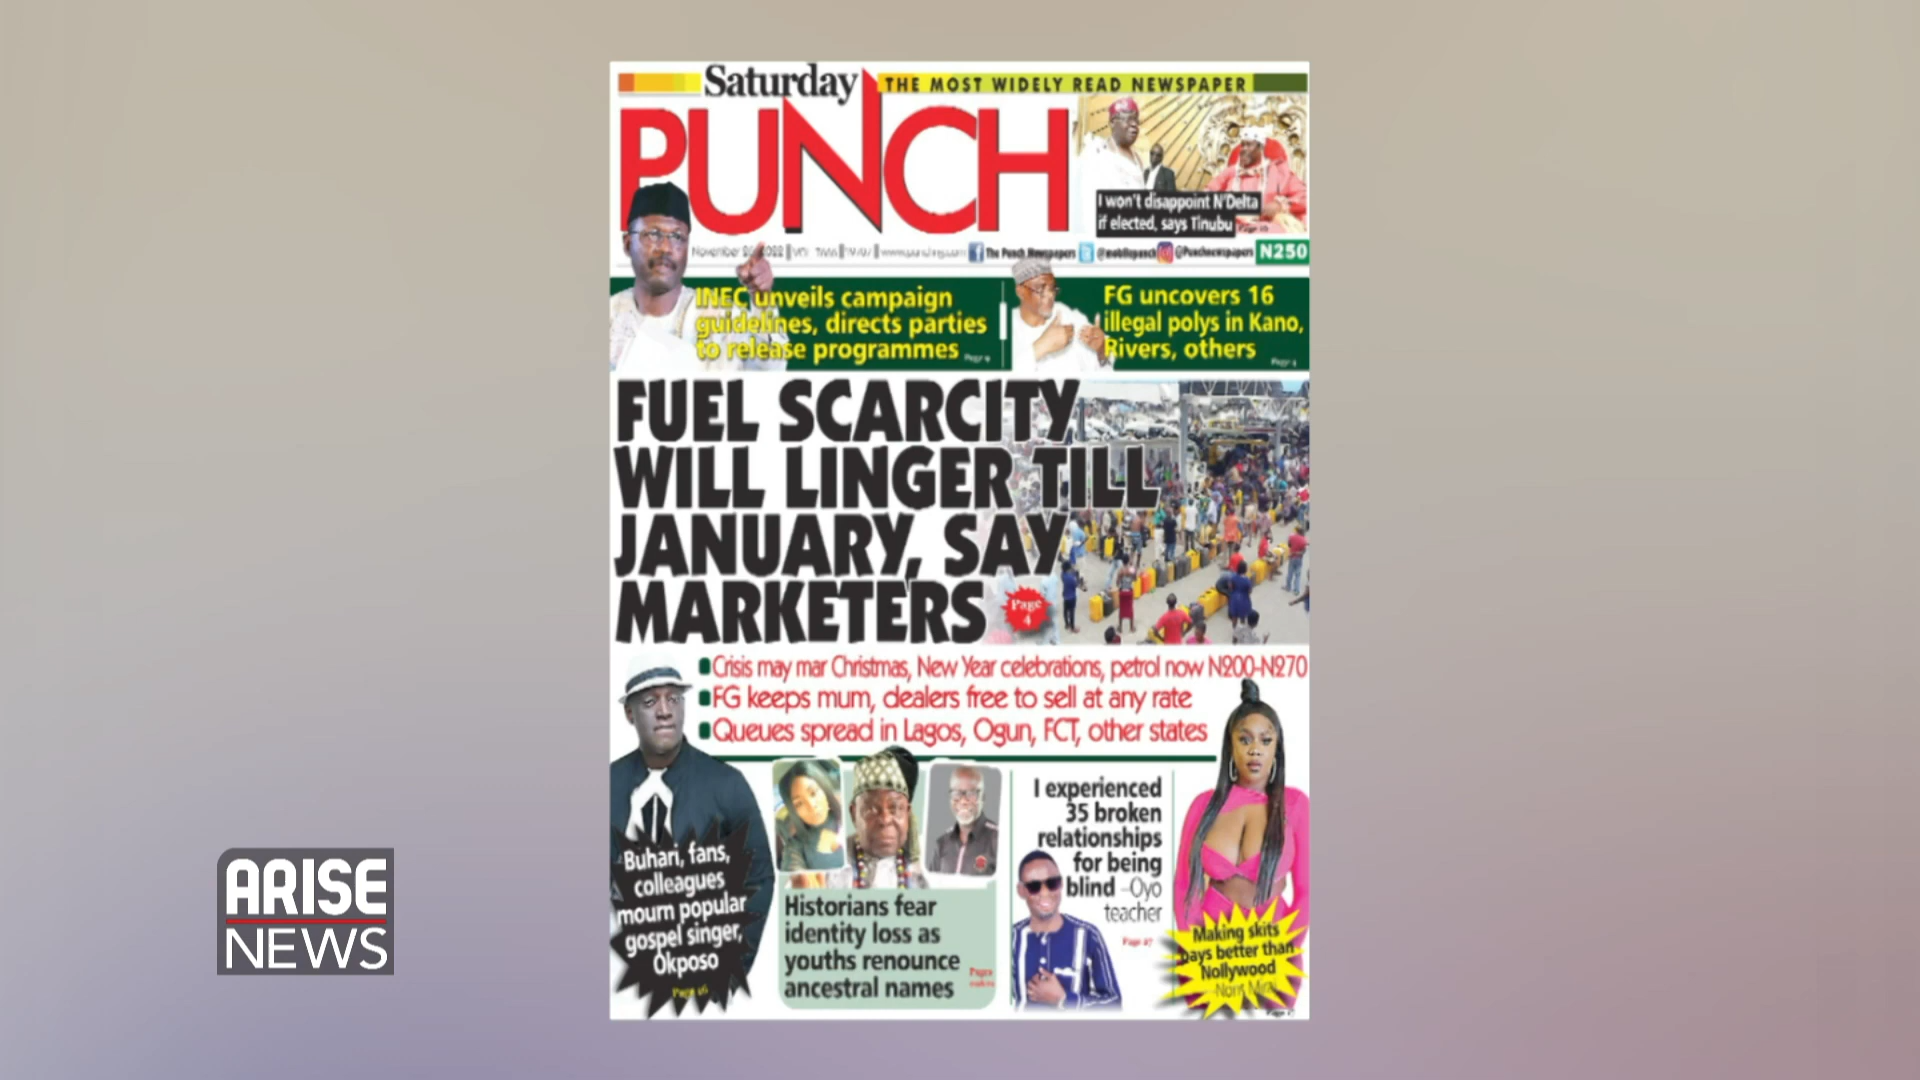 Saturday
THE MOST WIDELY READ NEWSPAPER
PUNCH
I won't disappoint N'Delta
if elected, says Tinubu
The Punch Newspapers
@mobilepunch
@Punchnewspapers
N250
INEC unveils campaign
guidelines, directs parties
to release programmes
FG uncovers 16
illegal polys in Kano,
Rivers, others
FUEL SCARCITY
WILL LINGER TILL
JANUARY, SAY
MARKETERS
Page
4
Crisis may mar Christmas, New Year celebrations, petrol now N200-N270
FG keeps mum, dealers free to sell at any rate
Queues spread in Lagos, Ogun, FCT, other states
Buhari, fans,
colleagues
mourn popular
gospel singer,
Okposo
Historians fear
identity loss as
youths renounce
ancestral names
I experienced
35 broken
relationships
for being
blind –Oyo
teacher
Making skits
pays better than
Nollywood
ARISE
NEWS